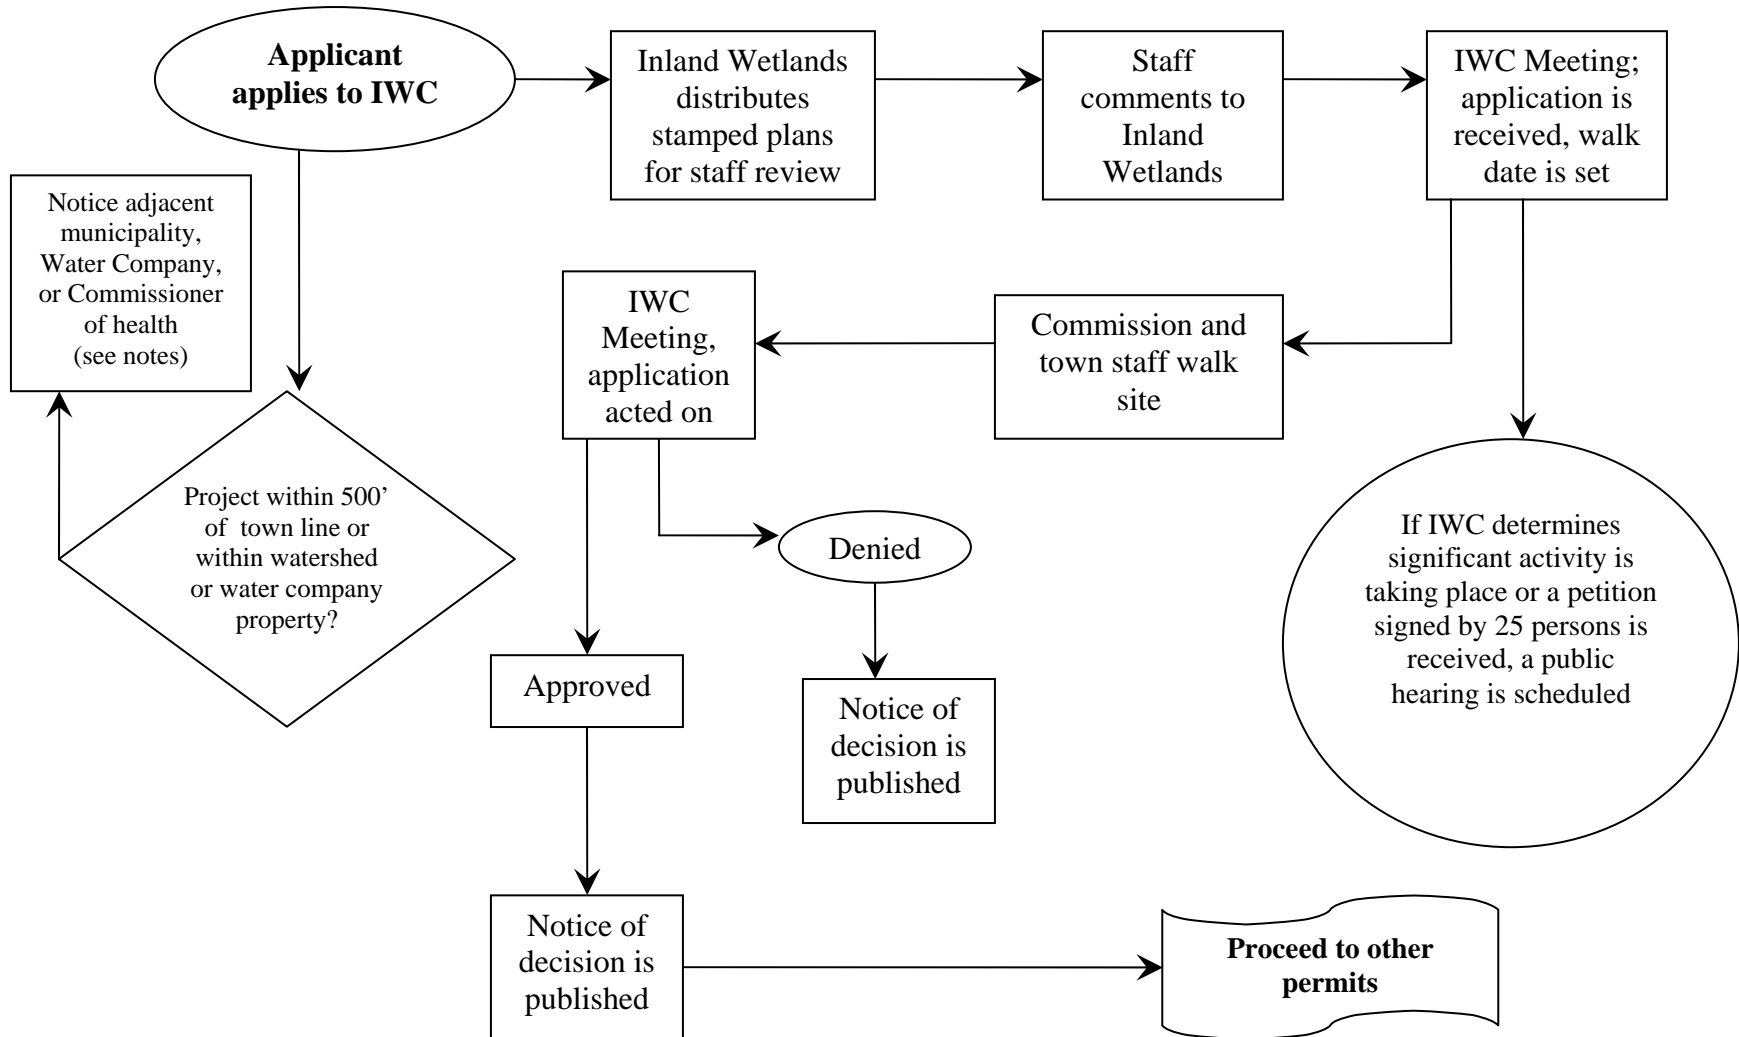 Applicant
applies to IWC
Inland Wetlands
distributes
stamped plans
for staff review
Staff
comments to
Inland
Wetlands
IWC Meeting;
application is
received, walk
date is set
Notice adjacent
municipality,
Water Company,
or Commissioner
of health
(see notes)
IWC
Meeting,
application
acted on
Commission and
town staff walk
site
Project within 500’
of  town line or
within watershed
or water company
property?
Denied
If IWC determines
significant activity is
taking place or a petition
signed by 25 persons is
received, a public
hearing is scheduled
Approved
Notice of
decision is
published
Notice of
decision is
published
Proceed to other
permits